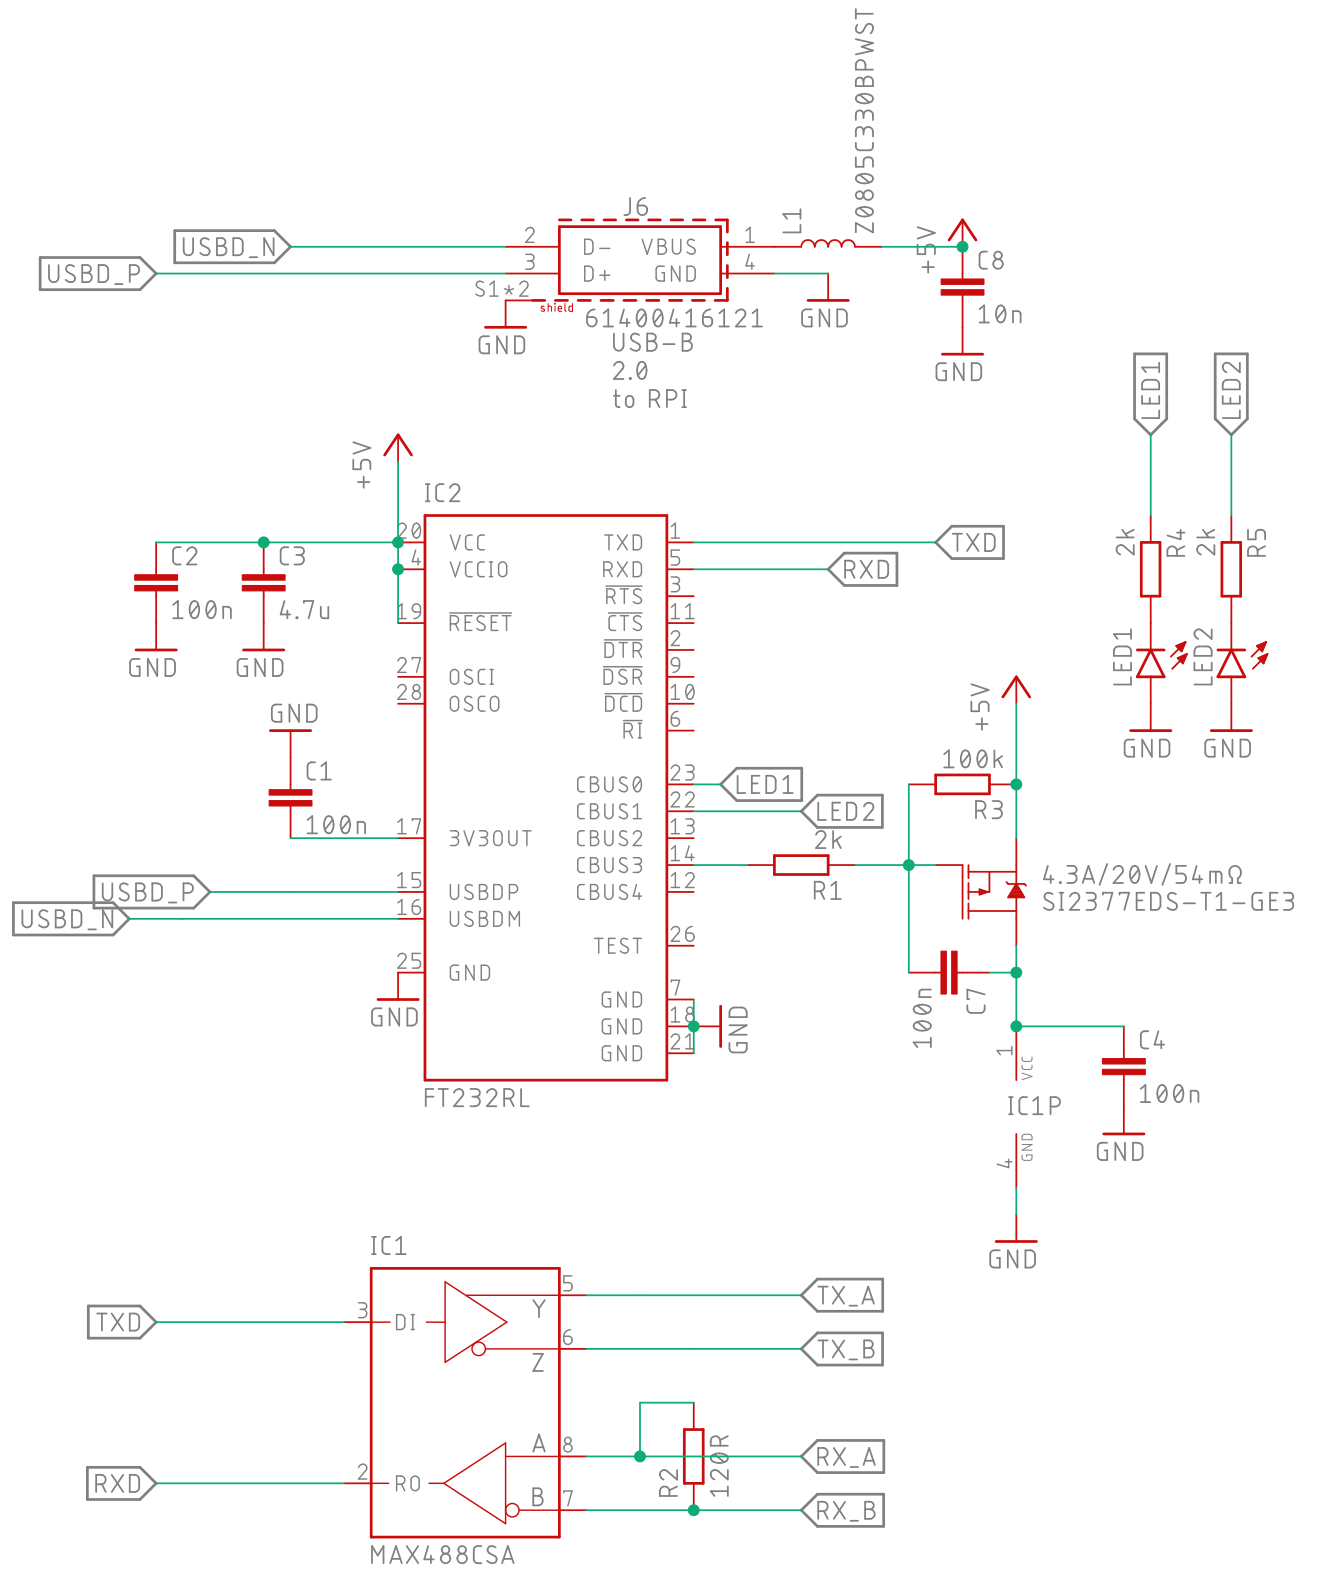 Z0805C330BPWST
J6
L1
USBD_N
2
D-
VBUS
1
+5V
C8
USBD_P
3
D+
GND
4
S1*2
shield
61400416121
GND
10n
GND
USB-B
2.0
to RPI
GND
LED1
LED2
+5V
IC2
20
VCC
TXD
1
TXD
2k
R4
2k
R5
C2
C3
4
VCCIO
RXD
5
RXD
100n
4.7u
RTS
3
19
RESET
CTS
11
DTR
2
GND
GND
27
OSCI
DSR
9
LED1
LED2
28
OSCO
DCD
10
GND
RI
6
+5V
GND
GND
100k
C1
CBUS0
23
LED1
R3
CBUS1
22
LED2
100n
17
3V3OUT
CBUS2
13
2k
CBUS3
14
R1
4.3A/20V/54mΩ
USBD_P
15
USBDP
CBUS4
12
SI2377EDS-T1-GE3
USBD_N
16
USBDM
TEST
26
25
GND
GND
7
100n
C7
GND
GND
18
GND
GND
21
1
VCC
C4
FT232RL
IC1P
100n
4
GND
GND
IC1
GND
5
Y
TX_A
TXD
3
DI
6
Z
TX_B
A
8
RX_A
RXD
2
RO
R2
120R
B
7
RX_B
MAX488CSA